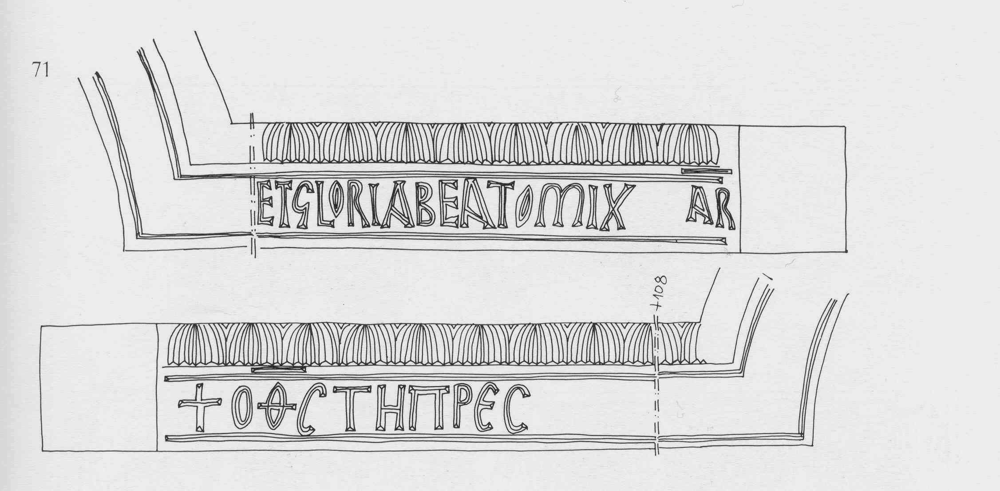 71
ETGLORIABEATOMIX AR
+108
+ OΘC THΠPEC